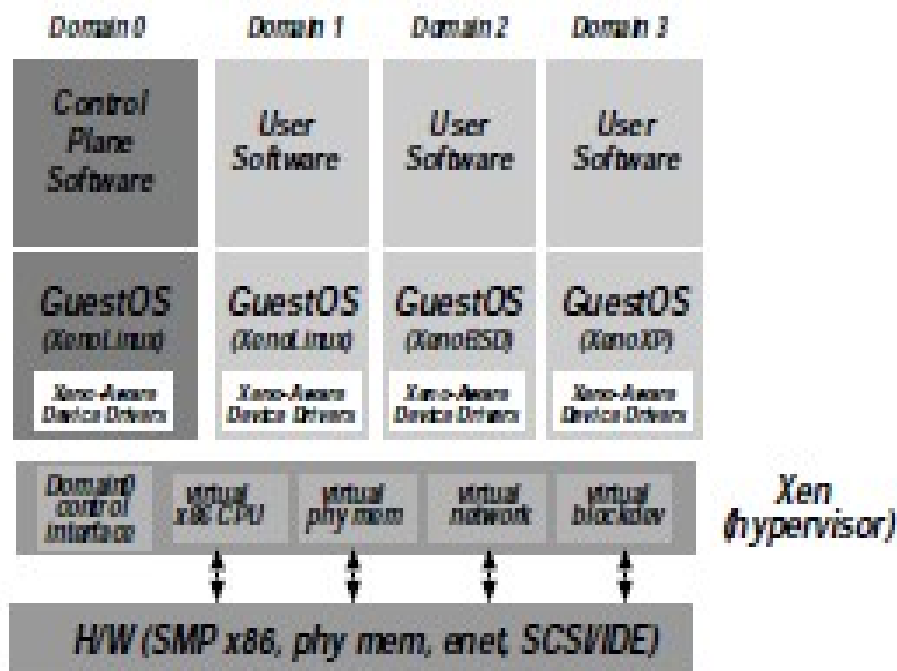 Domain 0
Domain 1
Domain 2
Domain 3
Control
Plane
Software
User
Software
User
Software
User
Software
GuestOS
(XenoLinux)
Xeno-Aware
Device Drivers
GuestOS
(XenoLinux)
Xeno-Aware
Device Drivers
GuestOS
(XenoBSD)
Xeno-Aware
Device Drivers
GuestOS
(XenoXP)
Xeno-Aware
Device Drivers
Domain0
control
interface
virtual
x86 CPU
virtual
phy mem
virtual
network
virtual
blockdev
Xen
(hypervisor)
H/W (SMP x86, phy mem, enet, SCSI/IDE)